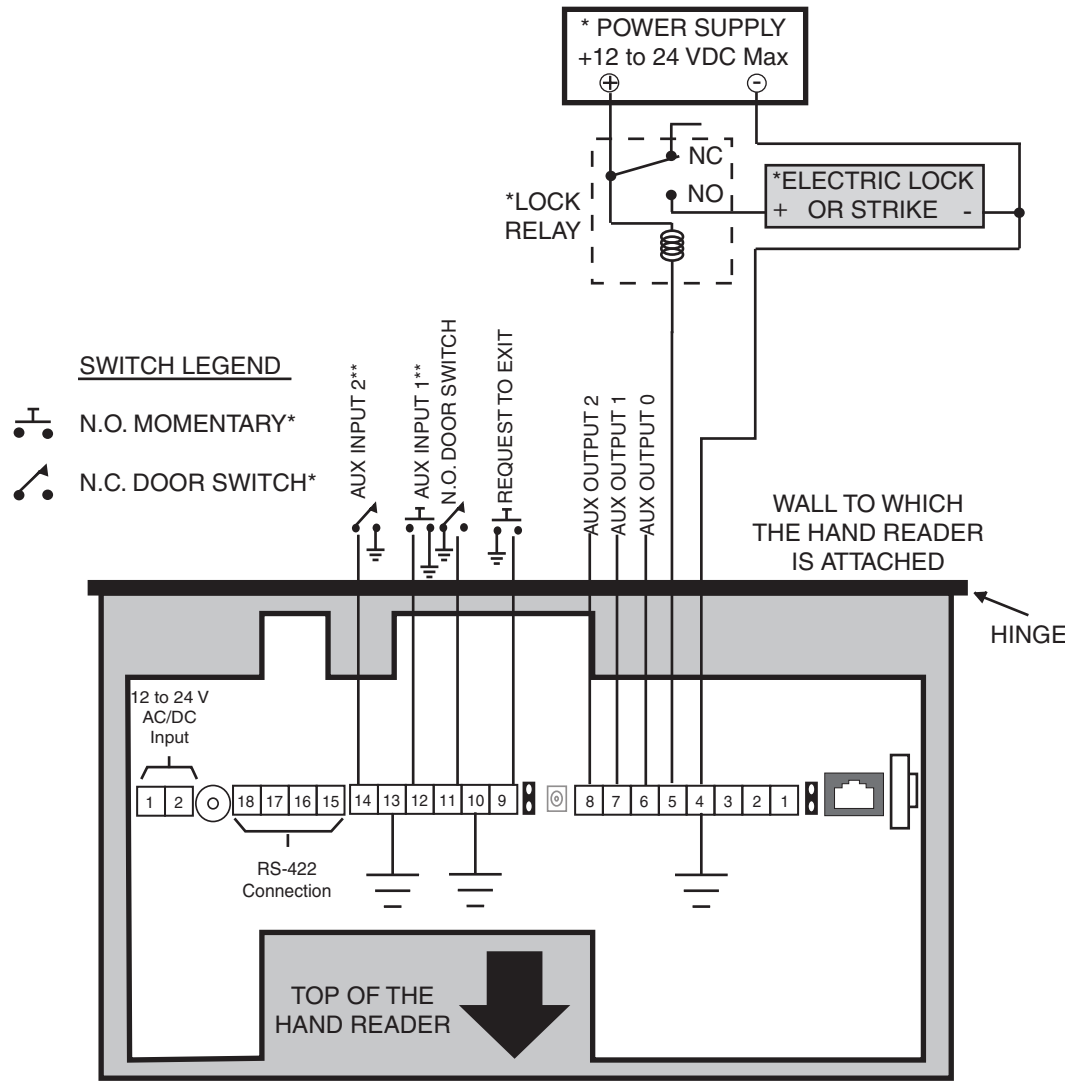 * POWER SUPPLY
+12 to 24 VDC Max
+ -
NC
NO
*LOCK
RELAY
*ELECTRIC LOCK
+ OR STRIKE -
SWITCH LEGEND
N.O. MOMENTARY*
N.C. DOOR SWITCH*
AUX INPUT 2**
AUX INPUT 1**
N.O. DOOR SWITCH
REQUEST TO EXIT
AUX OUTPUT 2
AUX OUTPUT 1
AUX OUTPUT 0
WALL TO WHICH
THE HAND READER
IS ATTACHED
HINGE
12 to 24 V
AC/DC
Input
1 2 18 17 16 15 14 13 12 11 10 9 8 7 6 5 4 3 2 1
RS-422
Connection
TOP OF THE
HAND READER